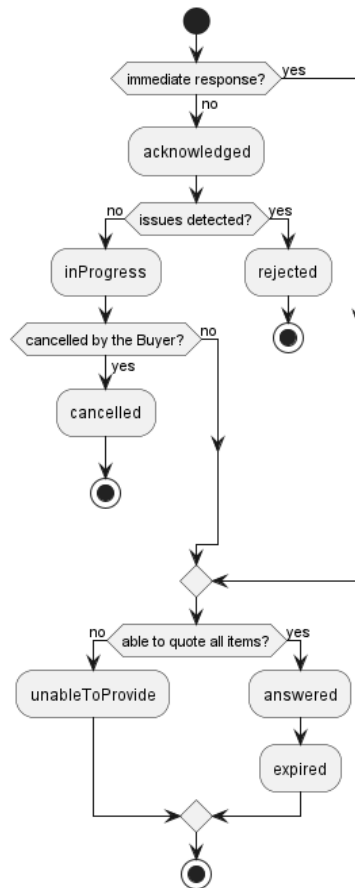 immediate response?
yes
no
acknowledged
no
issues detected?
yes
inProgress
rejected
cancelled by the Buyer?
no
yes
cancelled
no
able to quote all items?
yes
unableToProvide
answered
expired